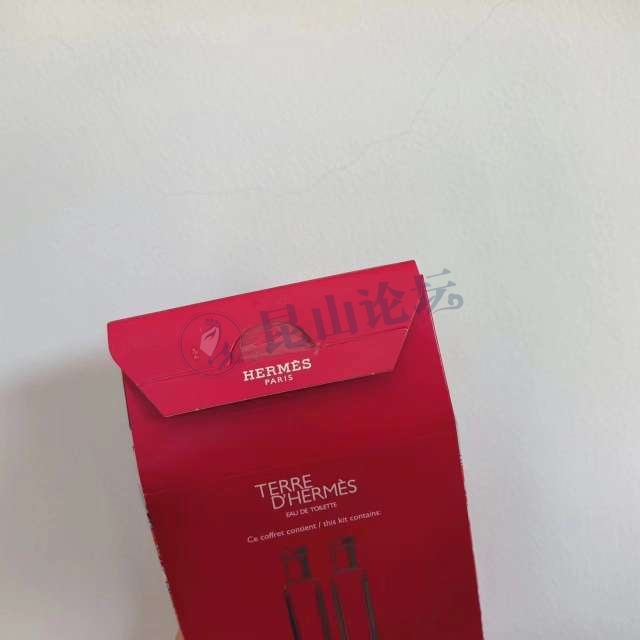 昆山论坛
HERMÈS
PARIS
TERRE
D'HERMÈS
EAU DE TOILETTE
Ce coffret contient / this kit contains: